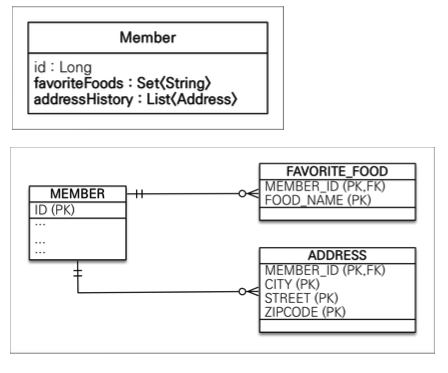 Member
id : Long
favoriteFoods : Set⟨String⟩
addressHistory : List⟨Address⟩
MEMBER
ID (PK)
...
...
...
FAVORITE_FOOD
MEMBER_ID (PK,FK)
FOOD_NAME (PK)
ADDRESS
MEMBER_ID (PK,FK)
CITY (PK)
STREET (PK)
ZIPCODE (PK)